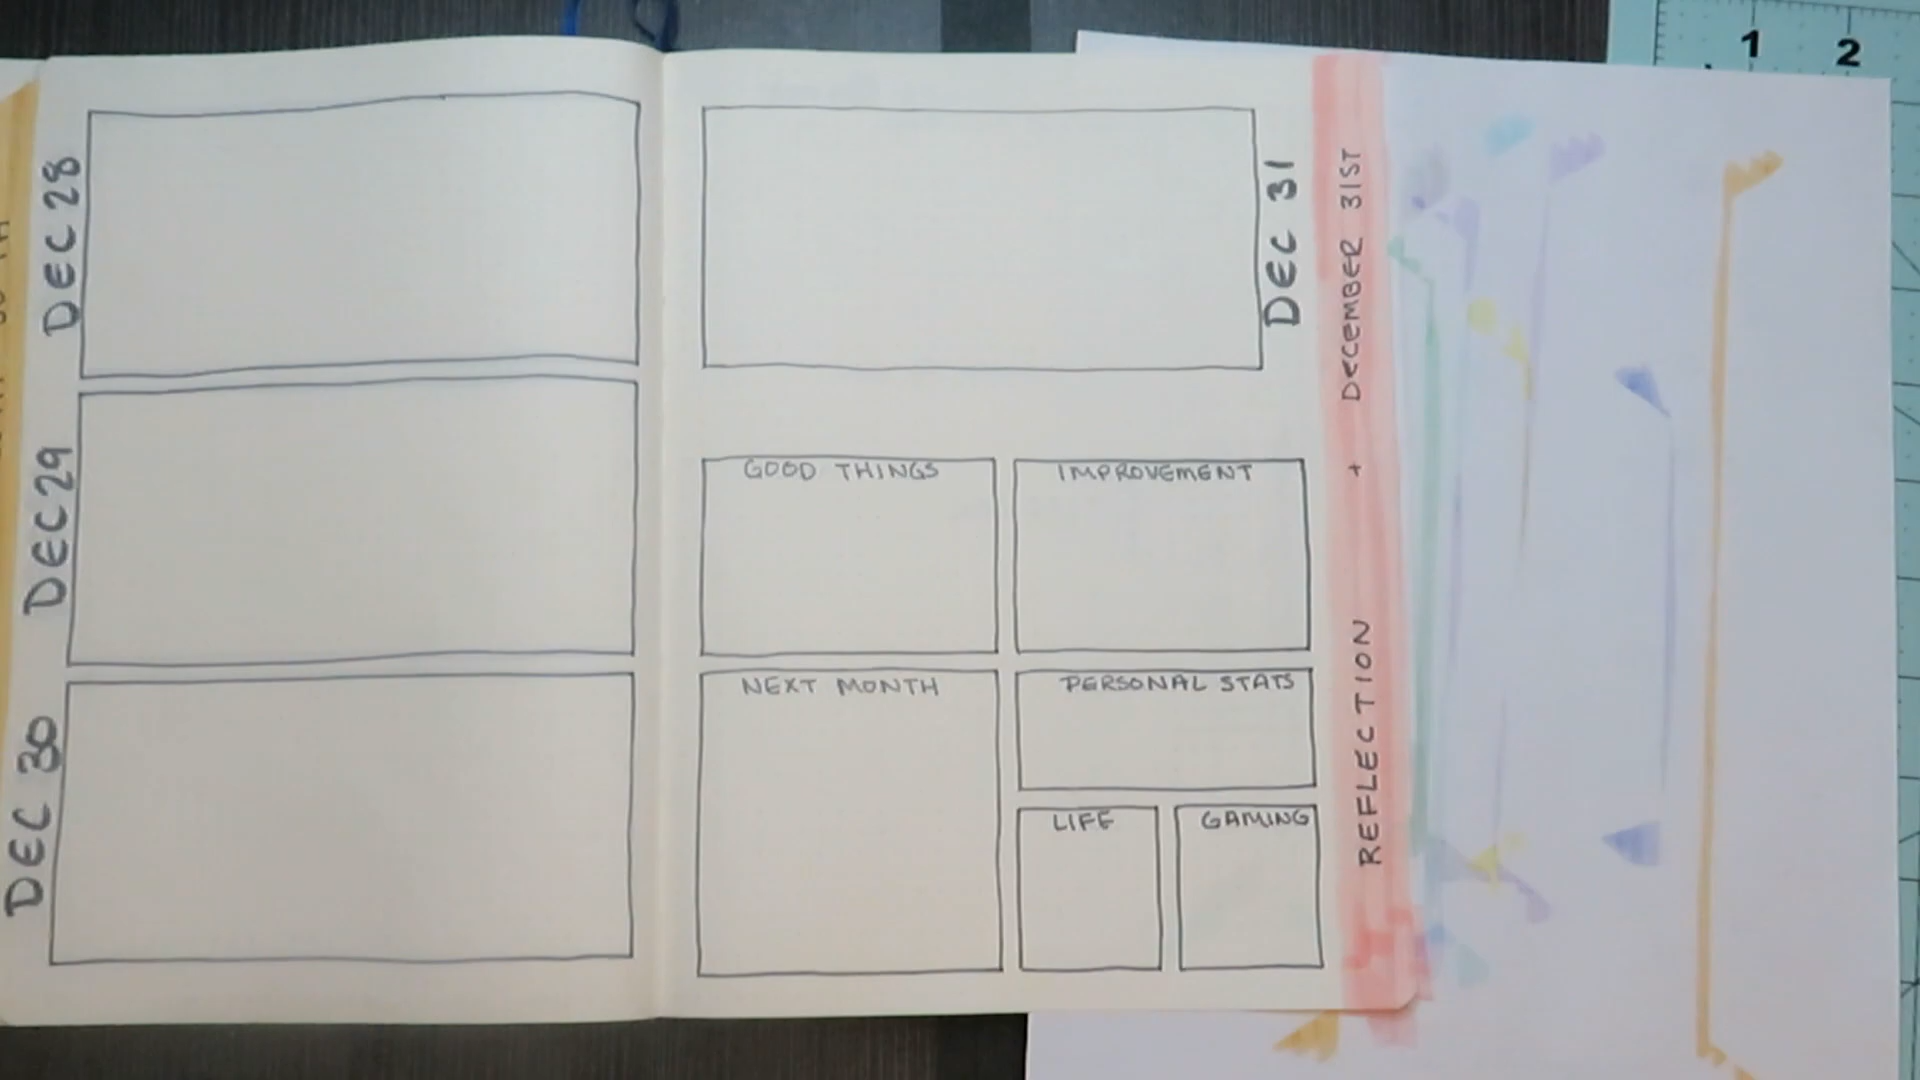 DEC 28
DEC 29
DEC 30
DEC 31
GOOD THINGS
IMPROVEMENT
NEXT MONTH
PERSONAL STATS
LIFE
GAMING
REFLECTION + DECEMBER 31ST
1 2